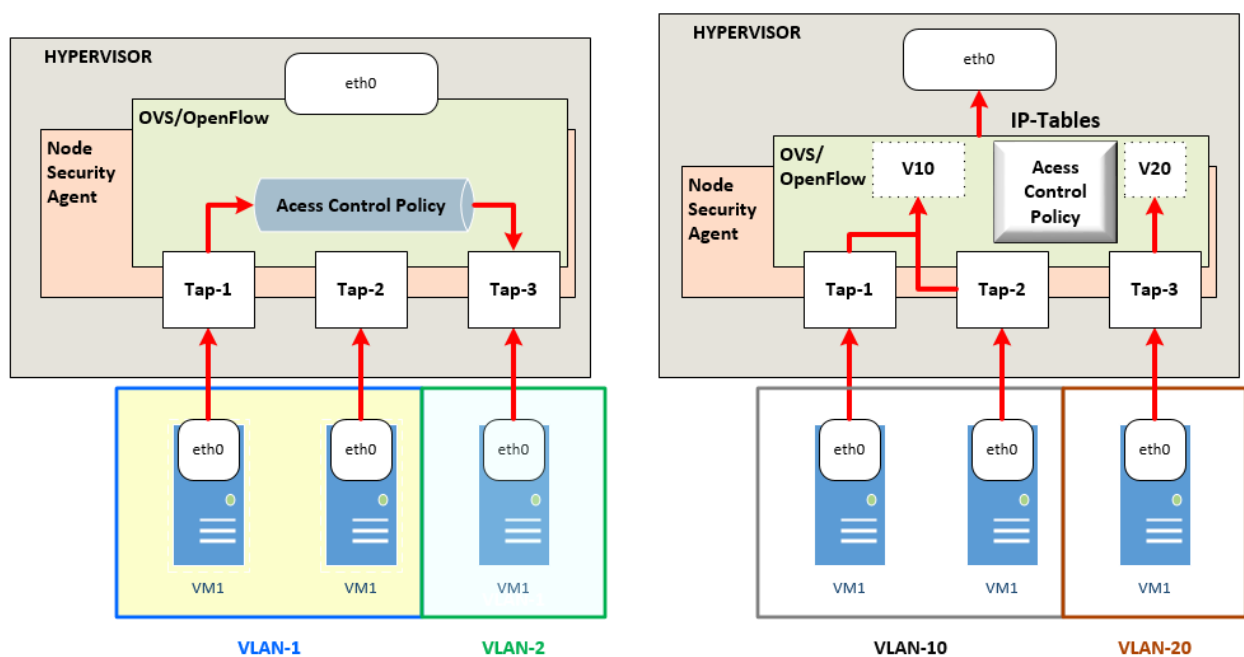 HYPERVISOR
eth0
OVS/OpenFlow
Node
Security
Agent
Acess Control Policy
Tap-1
Tap-2
Tap-3
eth0
eth0
eth0
VM1
VM1
VM1
VLAN-1
VLAN-2
HYPERVISOR
eth0
IP-Tables
OVS/
OpenFlow
V10
Acess
Control
Policy
V20
Node
Security
Agent
Tap-1
Tap-2
Tap-3
eth0
eth0
eth0
VM1
VM1
VM1
VLAN-10
VLAN-20